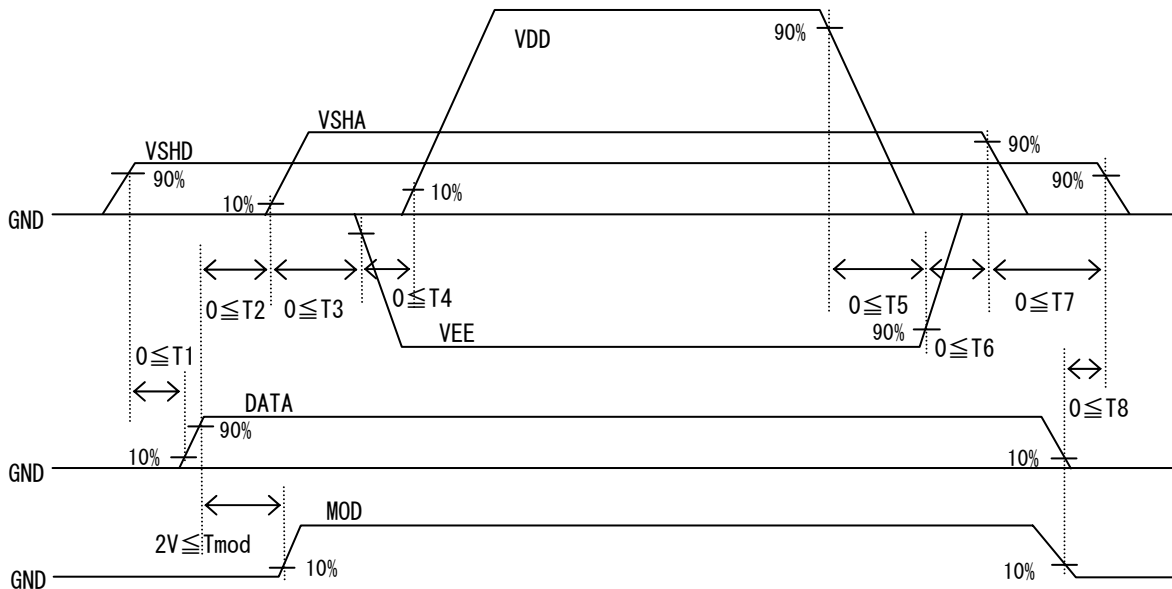 VDD
90%
VSHA
VSHD
90%
90%
10%
10%
90%
GND
0≦T2
0≦T3
0≦T4
0≦T5
0≦T7
VEE
90%
0≦T6
0≦T1
0≦T8
DATA
90%
10%
10%
GND
MOD
2V≦Tmod
10%
10%
GND